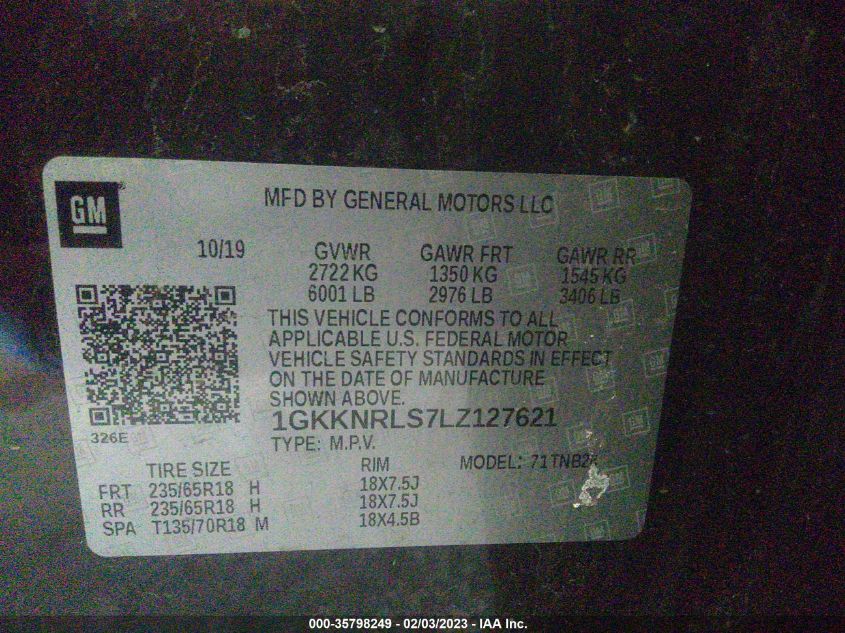 GM
MFD BY GENERAL MOTORS LLC
10/19 GVWR GAWR FRT GAWR RR
2722 KG 1350 KG 1545 KG
6001 LB 2976 LB 3406 LB
THIS VEHICLE CONFORMS TO ALL
APPLICABLE U.S. FEDERAL MOTOR
VEHICLE SAFETY STANDARDS IN EFFECT
ON THE DATE OF MANUFACTURE
SHOWN ABOVE.
1GKKNRLS7LZ127621
326E
TYPE: M.P.V.
TIRE SIZE RIM MODEL:
FRT 235/65R18 H 18X7.5J
RR 235/65R18 H 18X7.5J
SPA T135/70R18 M 18X4.5B
000-35798249 - 02/03/2023 - IAA Inc.